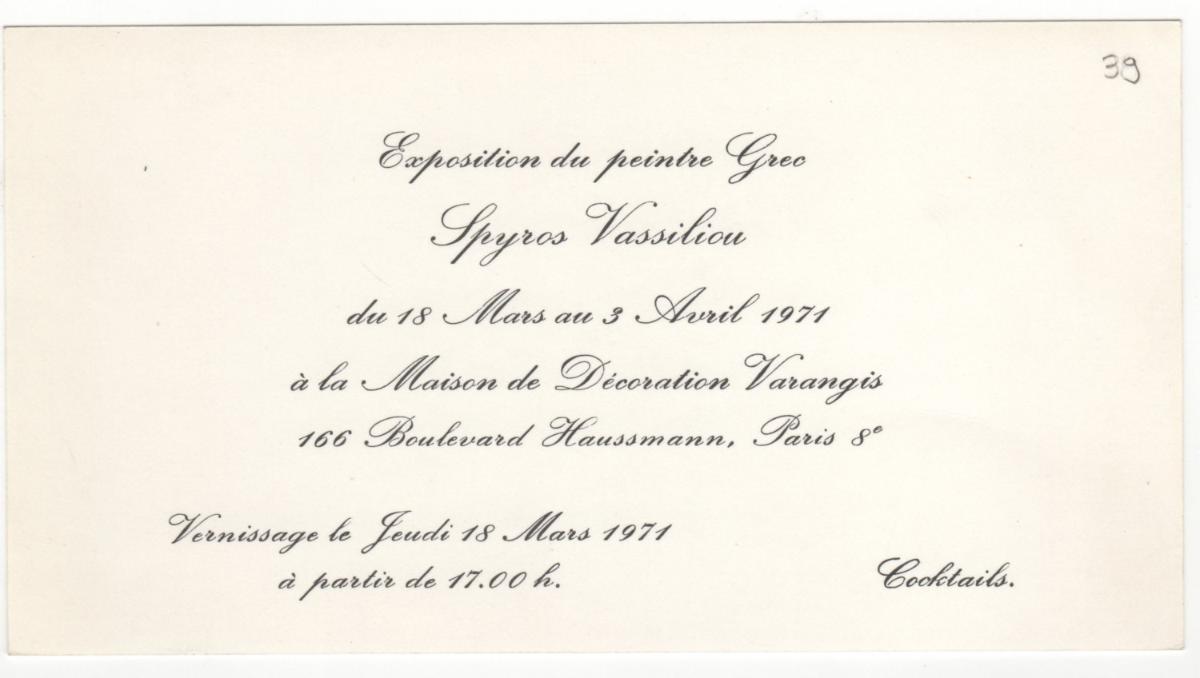 39
Exposition du peintre Grec
Spyros Vassiliou
du 18 Mars au 3 Avril 1971
à la Maison de Décoration Varangis
166 Boulevard Haussmann, Paris 8e
Vernissage le Jeudi 18 Mars 1971
à partir de 17.00 h.
Cocktails.